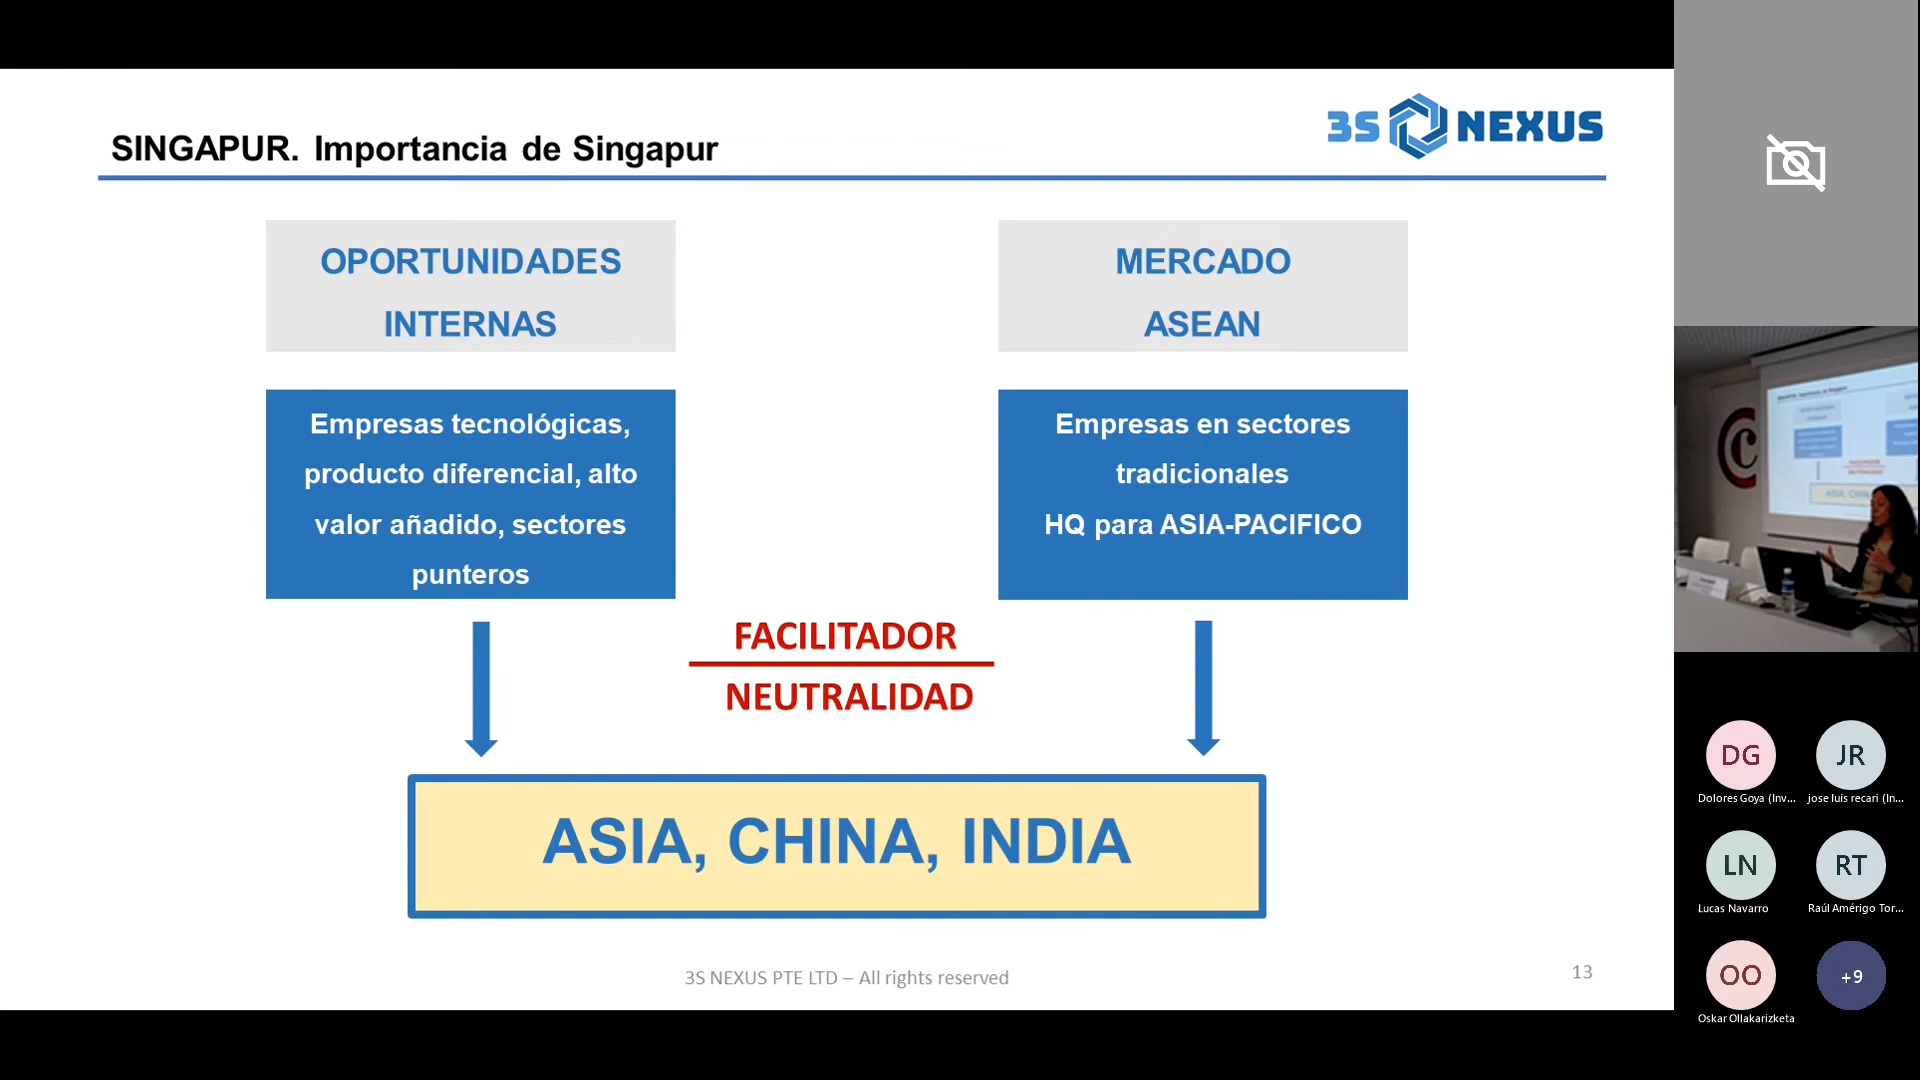 SINGAPUR. Importancia de Singapur
3S NEXUS
OPORTUNIDADES
INTERNAS
MERCADO
ASEAN
Empresas tecnológicas,
producto diferencial, alto
valor añadido, sectores
punteros
Empresas en sectores
tradicionales
HQ para ASIA-PACIFICO
FACILITADOR
NEUTRALIDAD
ASIA, CHINA, INDIA
3S NEXUS PTE LTD – All rights reserved
13
DG
Dolores Goya (Inv...
JR
jose luis recari (In...
LN
Lucas Navarro
RT
Raúl Amérigo Tor...
OO
Oskar Ollakarizketa
+9